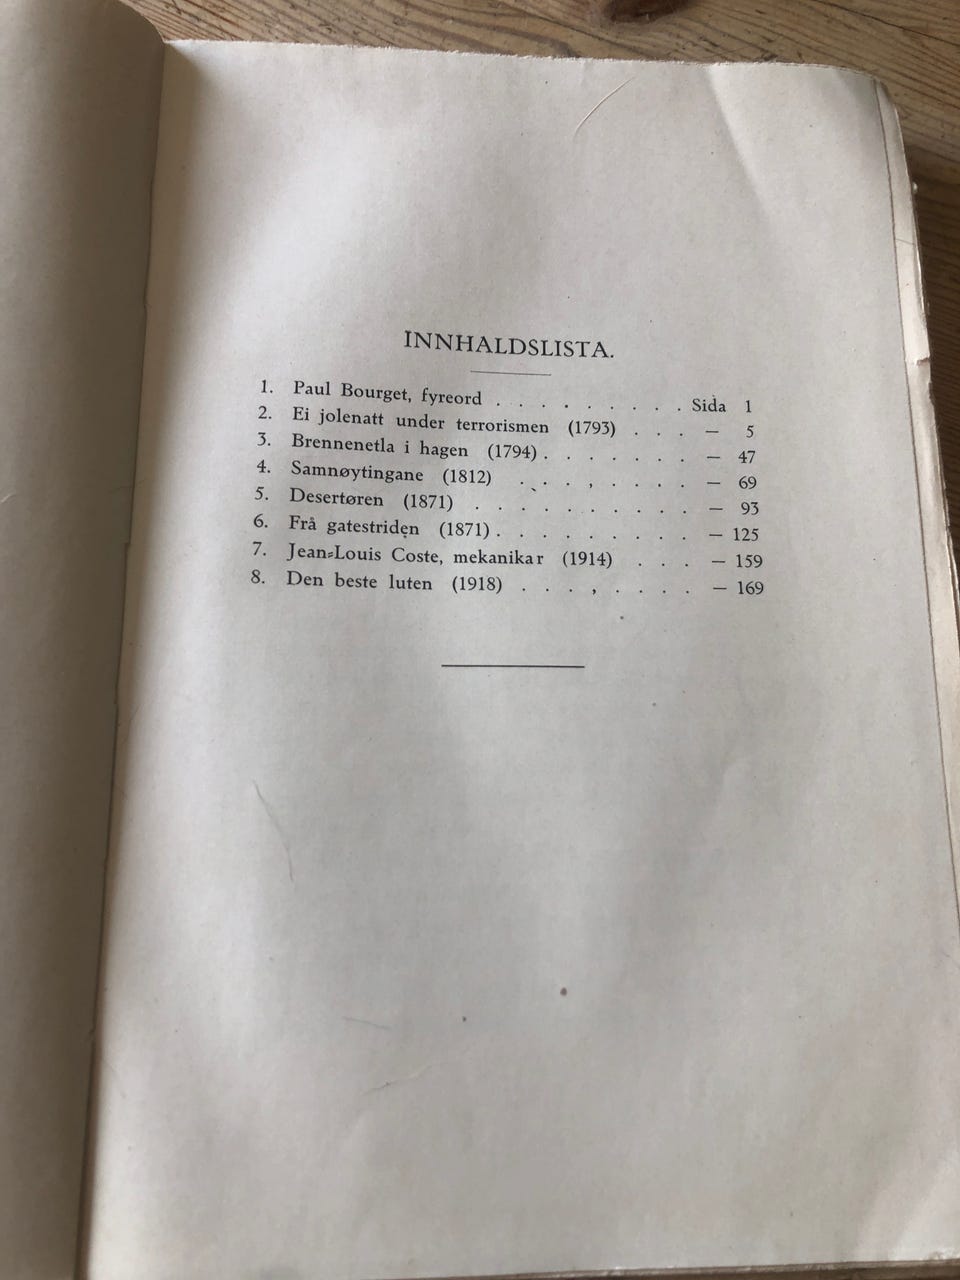 INNHALDSLISTA.
1. Paul Bourget, fyreord . . . . . . . . . Sida 1
2. Ei jolenatt under terrorismen (1793) . . . — 5
3. Brennenetla i hagen (1794) . . . . . . . — 47
4. Samnøytingane (1812) . . . , . . . . — 69
5. Desertøren (1871) . . . . . . . . . . — 93
6. Frå gatestriden (1871) . . . . . . . . . — 125
7. Jean-Louis Coste, mekanikar (1914) . . . — 159
8. Den beste luten (1918) . . . , . . . . — 169